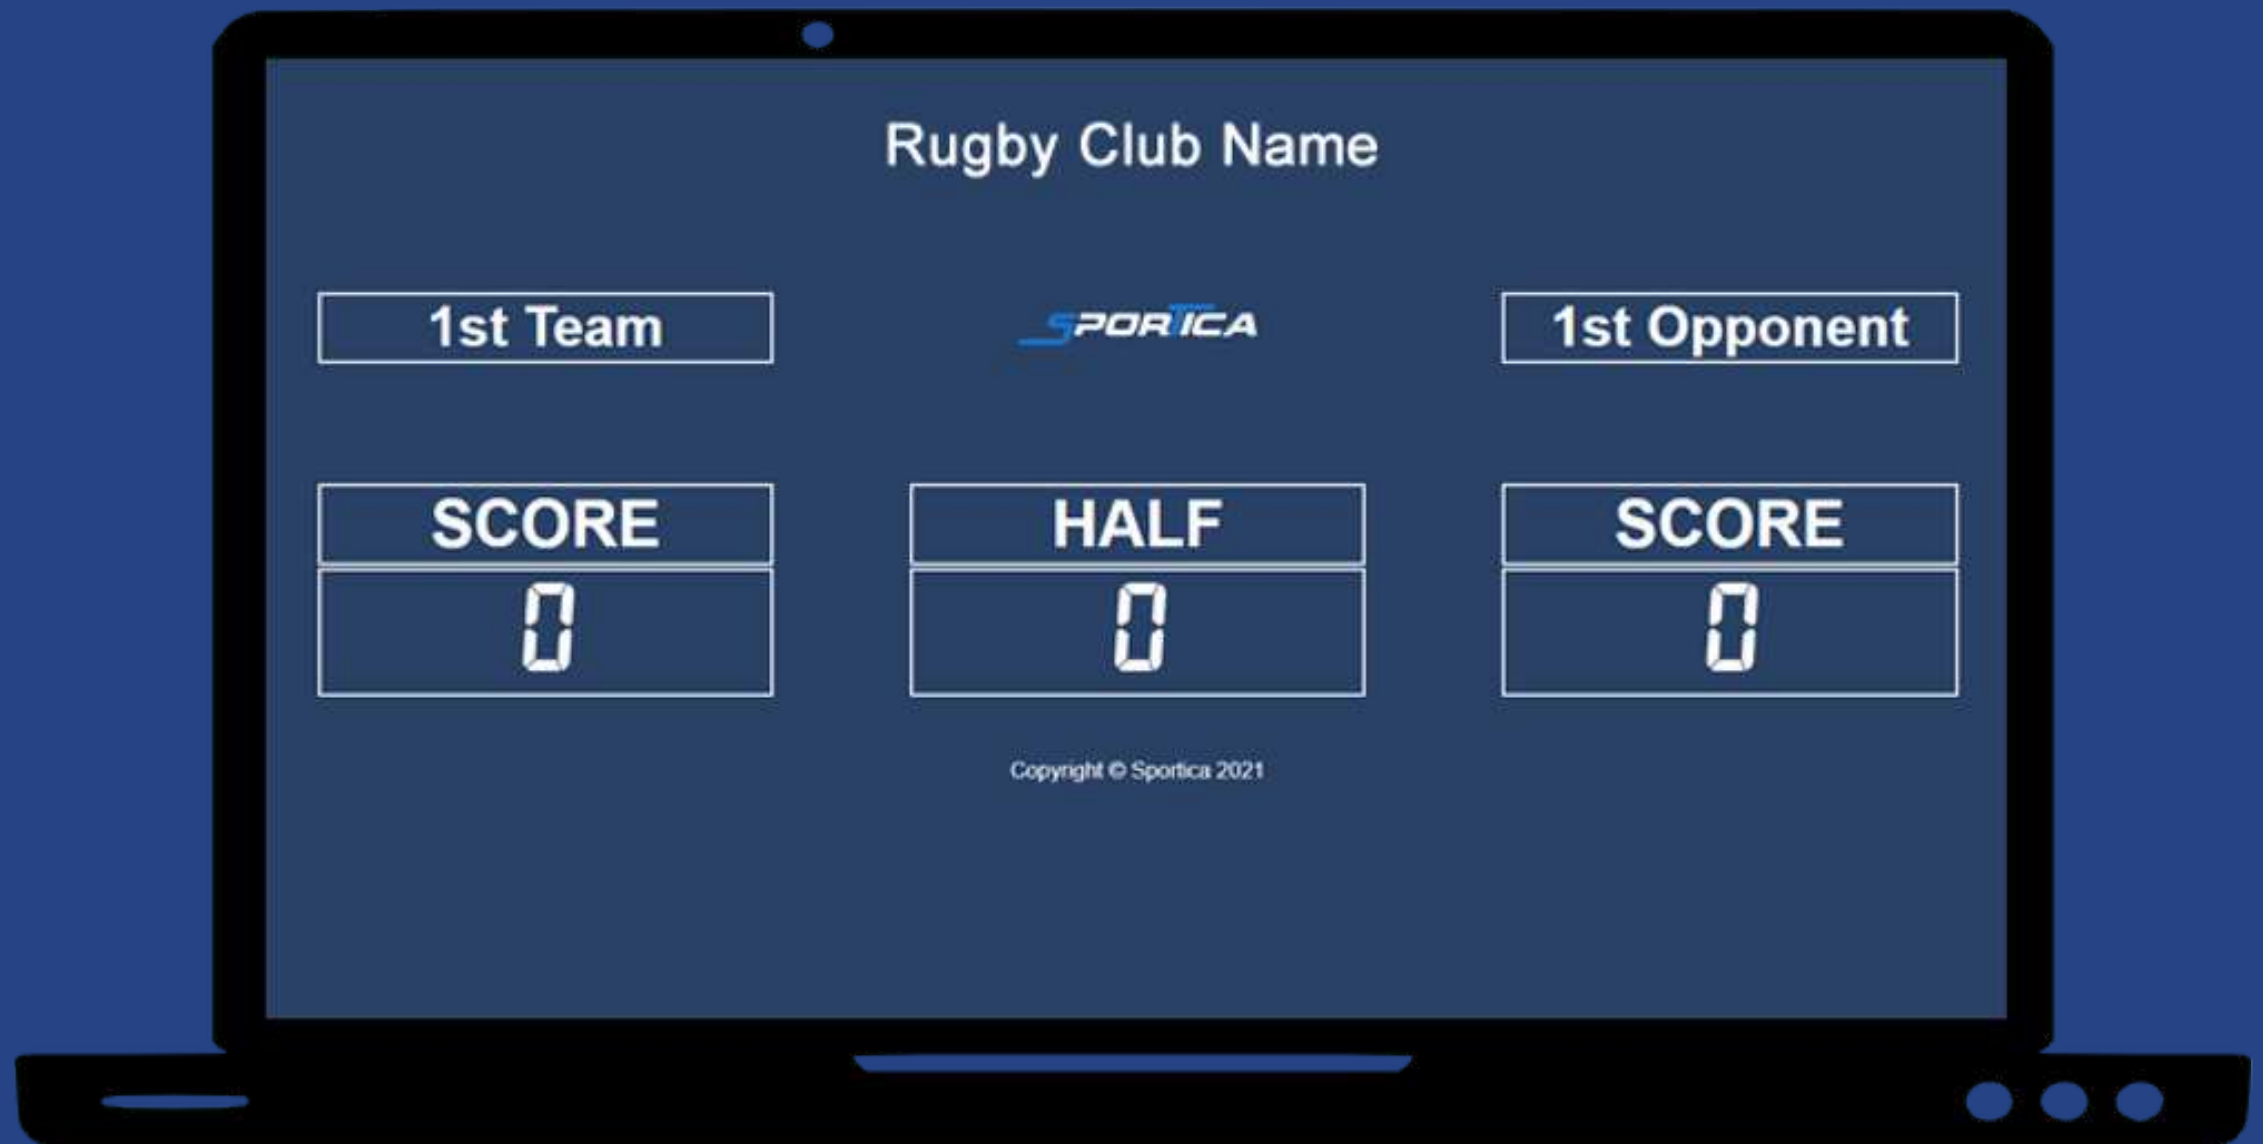 Rugby Club Name
1st Team
SPORTICA
1st Opponent
SCORE
HALF
SCORE
0
0
0
Copyright © Sportica 2021